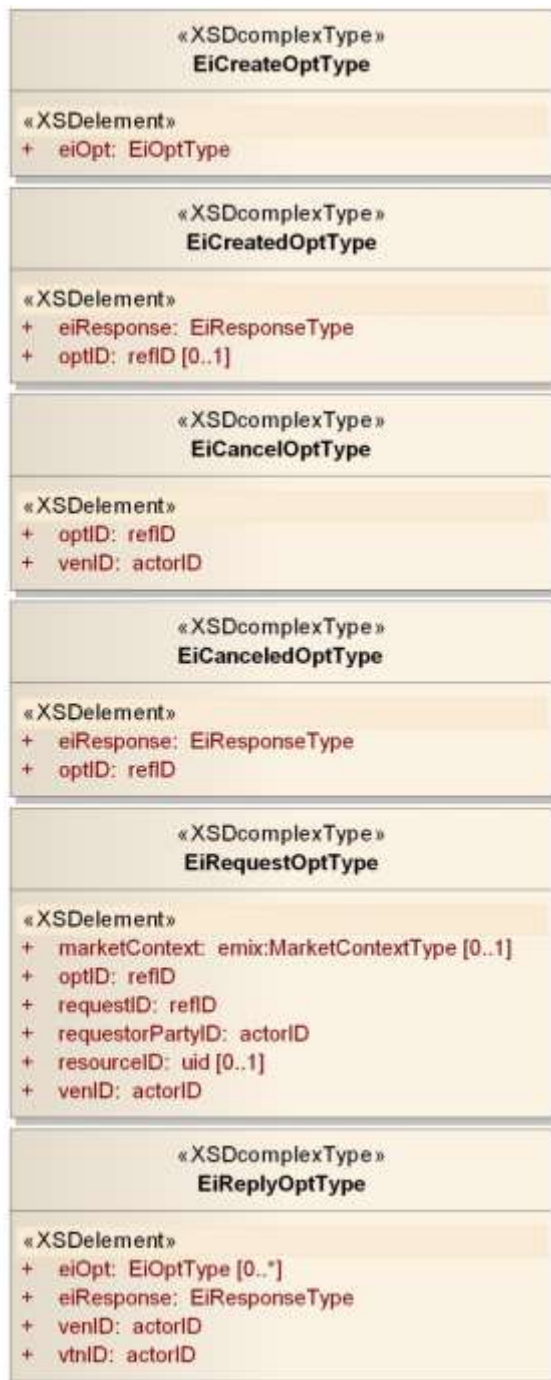 «XSDcomplexType»
EiCreateOptType
«XSDelement»
+ eiOpt: EiOptType
«XSDcomplexType»
EiCreatedOptType
«XSDelement»
+ eiResponse: EiResponseType
+ optID: refID [0..1]
«XSDcomplexType»
EiCancelOptType
«XSDelement»
+ optID: refID
+ venID: actorID
«XSDcomplexType»
EiCanceledOptType
«XSDelement»
+ eiResponse: EiResponseType
+ optID: refID
«XSDcomplexType»
EiRequestOptType
«XSDelement»
+ marketContext: emix:MarketContextType [0..1]
+ optID: refID
+ requestID: refID
+ requestorPartyID: actorID
+ resourceID: uid [0..1]
+ venID: actorID
«XSDcomplexType»
EiReplyOptType
«XSDelement»
+ eiOpt: EiOptType [0..*]
+ eiResponse: EiResponseType
+ venID: actorID
+ vtnID: actorID